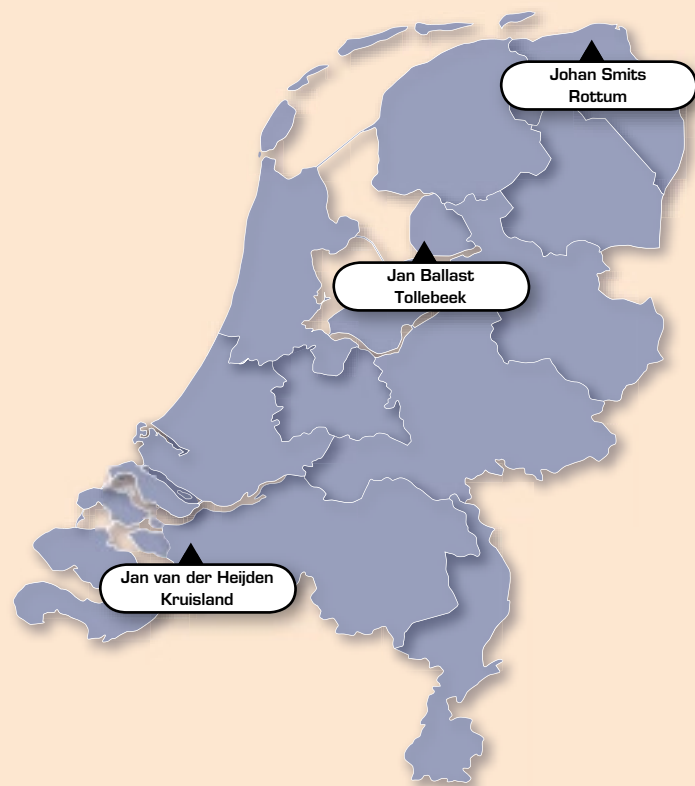 Johan Smits
Rottum
Jan Ballast
Tollebeek
Jan van der Heijden
Kruisland